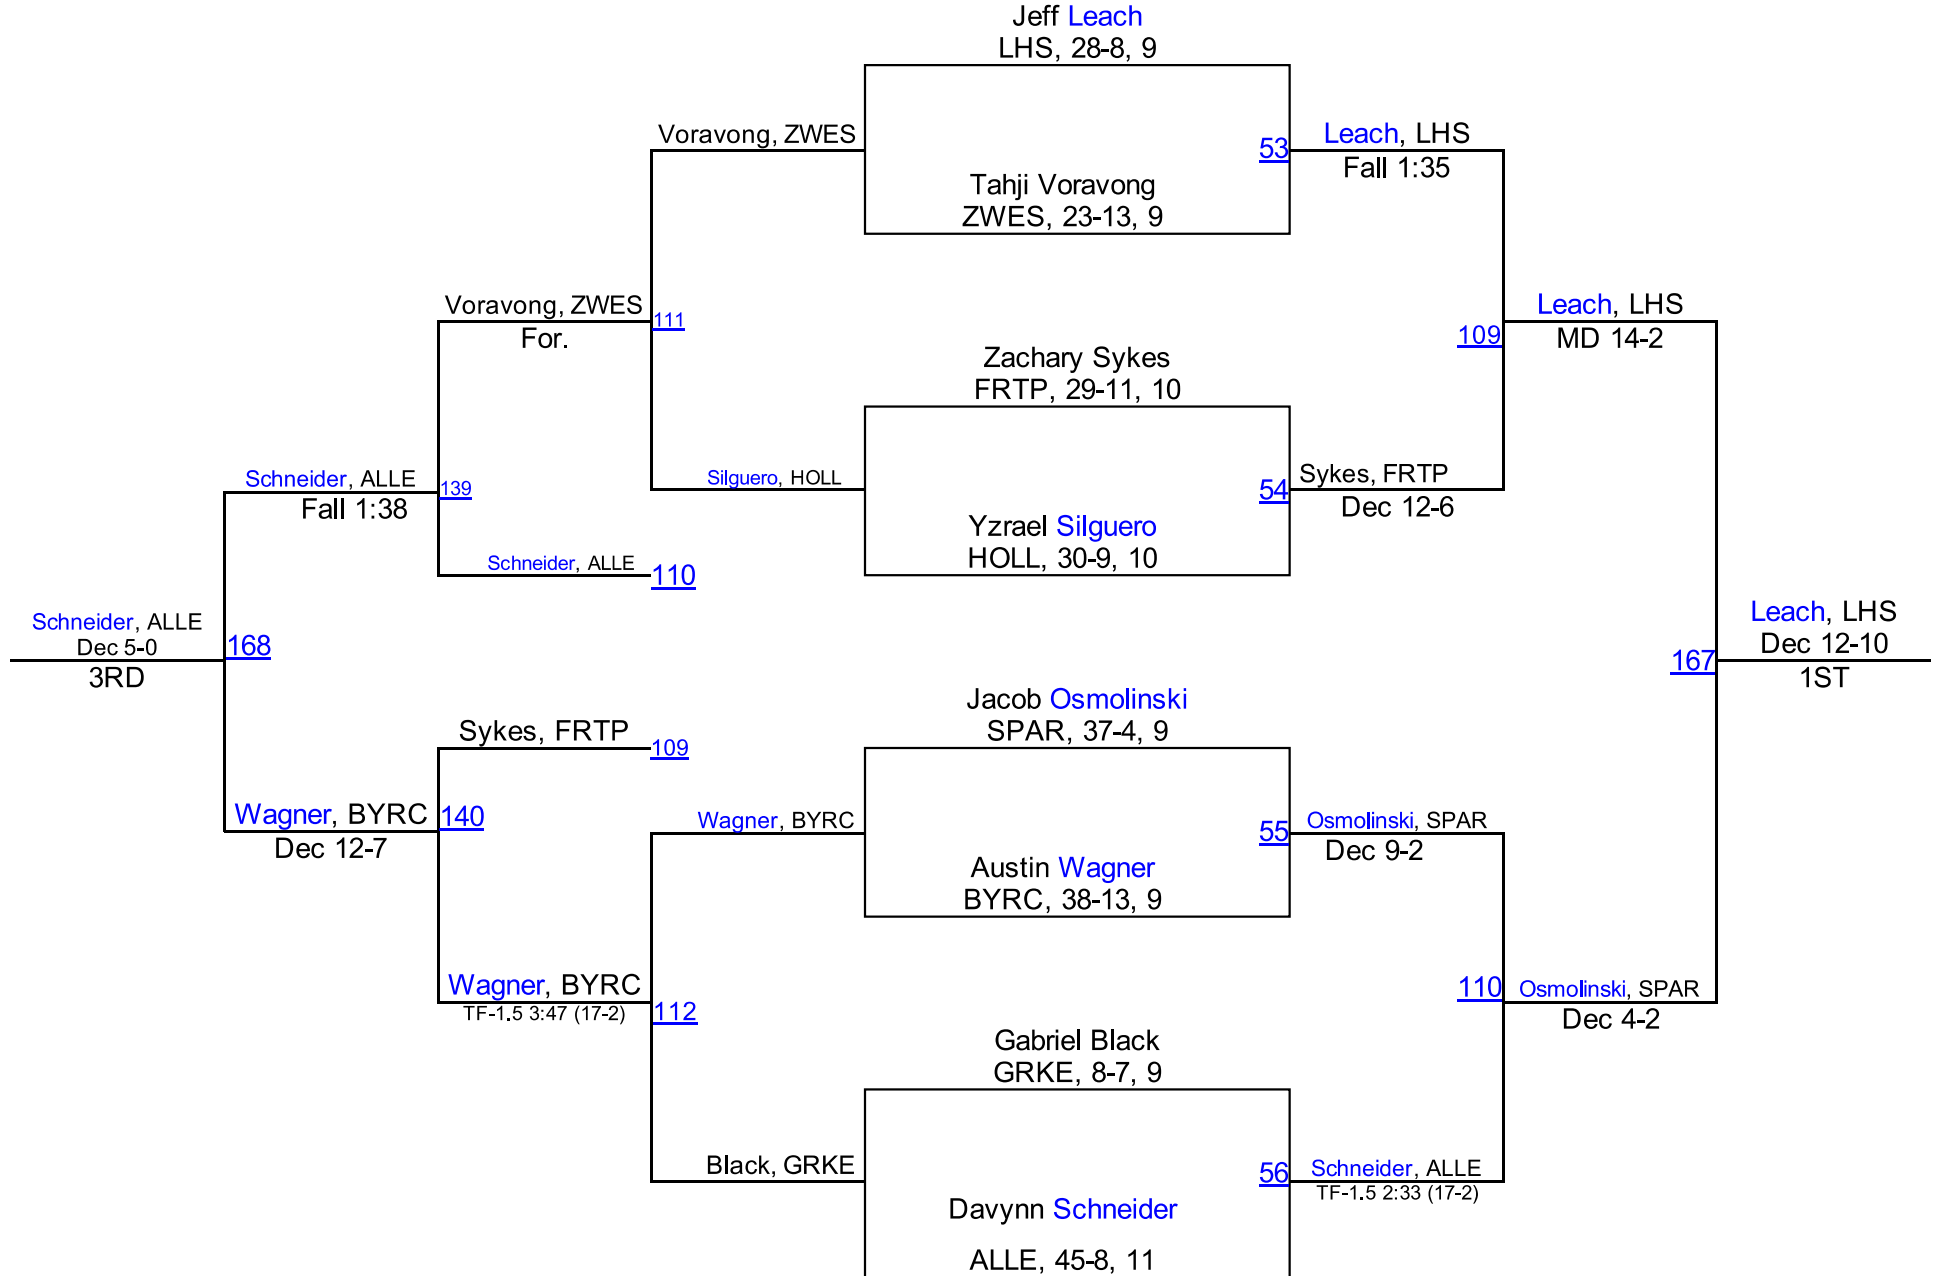 Jeff Leach
LHS, 28-8, 9
Voravong, ZWES
53
Leach, LHS
Fall 1:35
Tahji Voravong
ZWES, 23-13, 9
Voravong, ZWES
For.
111
Leach, LHS
MD 14-2
109
Zachary Sykes
FRTP, 29-11, 10
Schneider, ALLE
Fall 1:38
139
Silguero, HOLL
54
Sykes, FRTP
Dec 12-6
Yzrael Silguero
HOLL, 30-9, 10
Schneider, ALLE
110
Schneider, ALLE
Dec 5-0
3RD
168
Leach, LHS
Dec 12-10
1ST
167
Jacob Osmolinski
SPAR, 37-4, 9
Sykes, FRTP
109
Wagner, BYRC
Dec 12-7
140
Wagner, BYRC
55
Osmolinski, SPAR
Dec 9-2
Austin Wagner
BYRC, 38-13, 9
Wagner, BYRC
TF-1.5 3:47 (17-2)
112
110
Osmolinski, SPAR
Dec 4-2
Gabriel Black
GRKE, 8-7, 9
Black, GRKE
56
Schneider, ALLE
TF-1.5 2:33 (17-2)
Davynn Schneider
ALLE, 45-8, 11